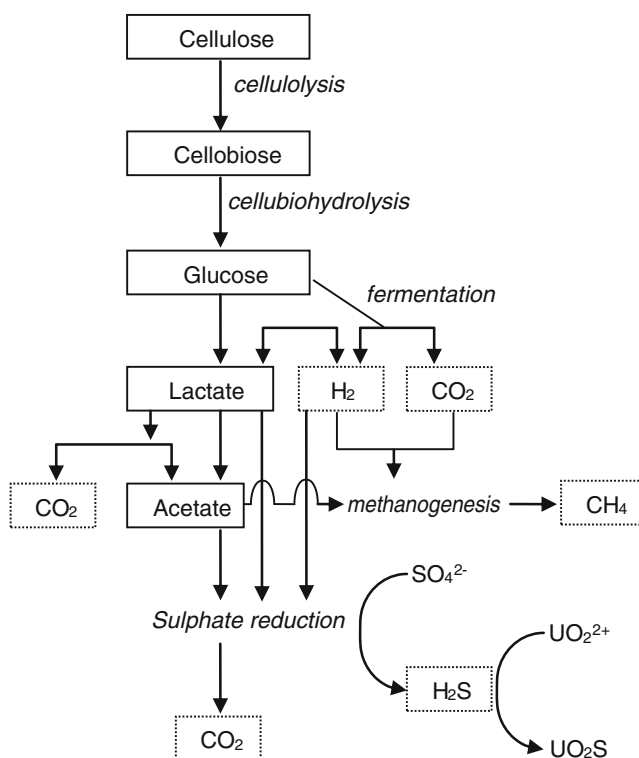 Cellulose
cellulolysis
Cellobiose
cellubiohydrolysis
Glucose
fermentation
Lactate
H₂
CO₂
CO₂
Acetate
methanogenesis
CH₄
SO₄²⁻
Sulphate reduction
UO₂²⁺
H₂S
CO₂
UO₂S